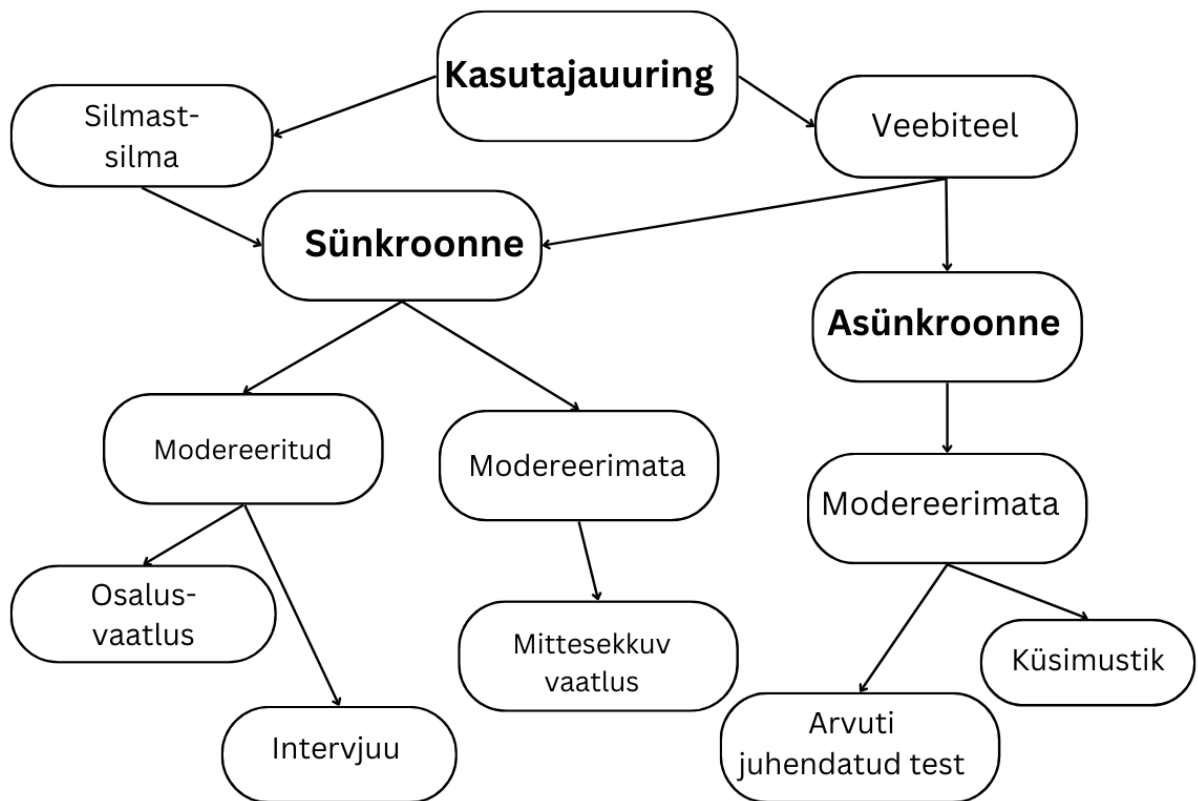 Kasutajauuring
Silmast-
silma
Veebiteel
Sünkroonne
Asünkroonne
Modereeritud
Modereerimata
Modereerimata
Osalus-
vaatlus
Mittesekkuv
vaatlus
Küsimustik
Intervjuu
Arvuti
juhendatud test